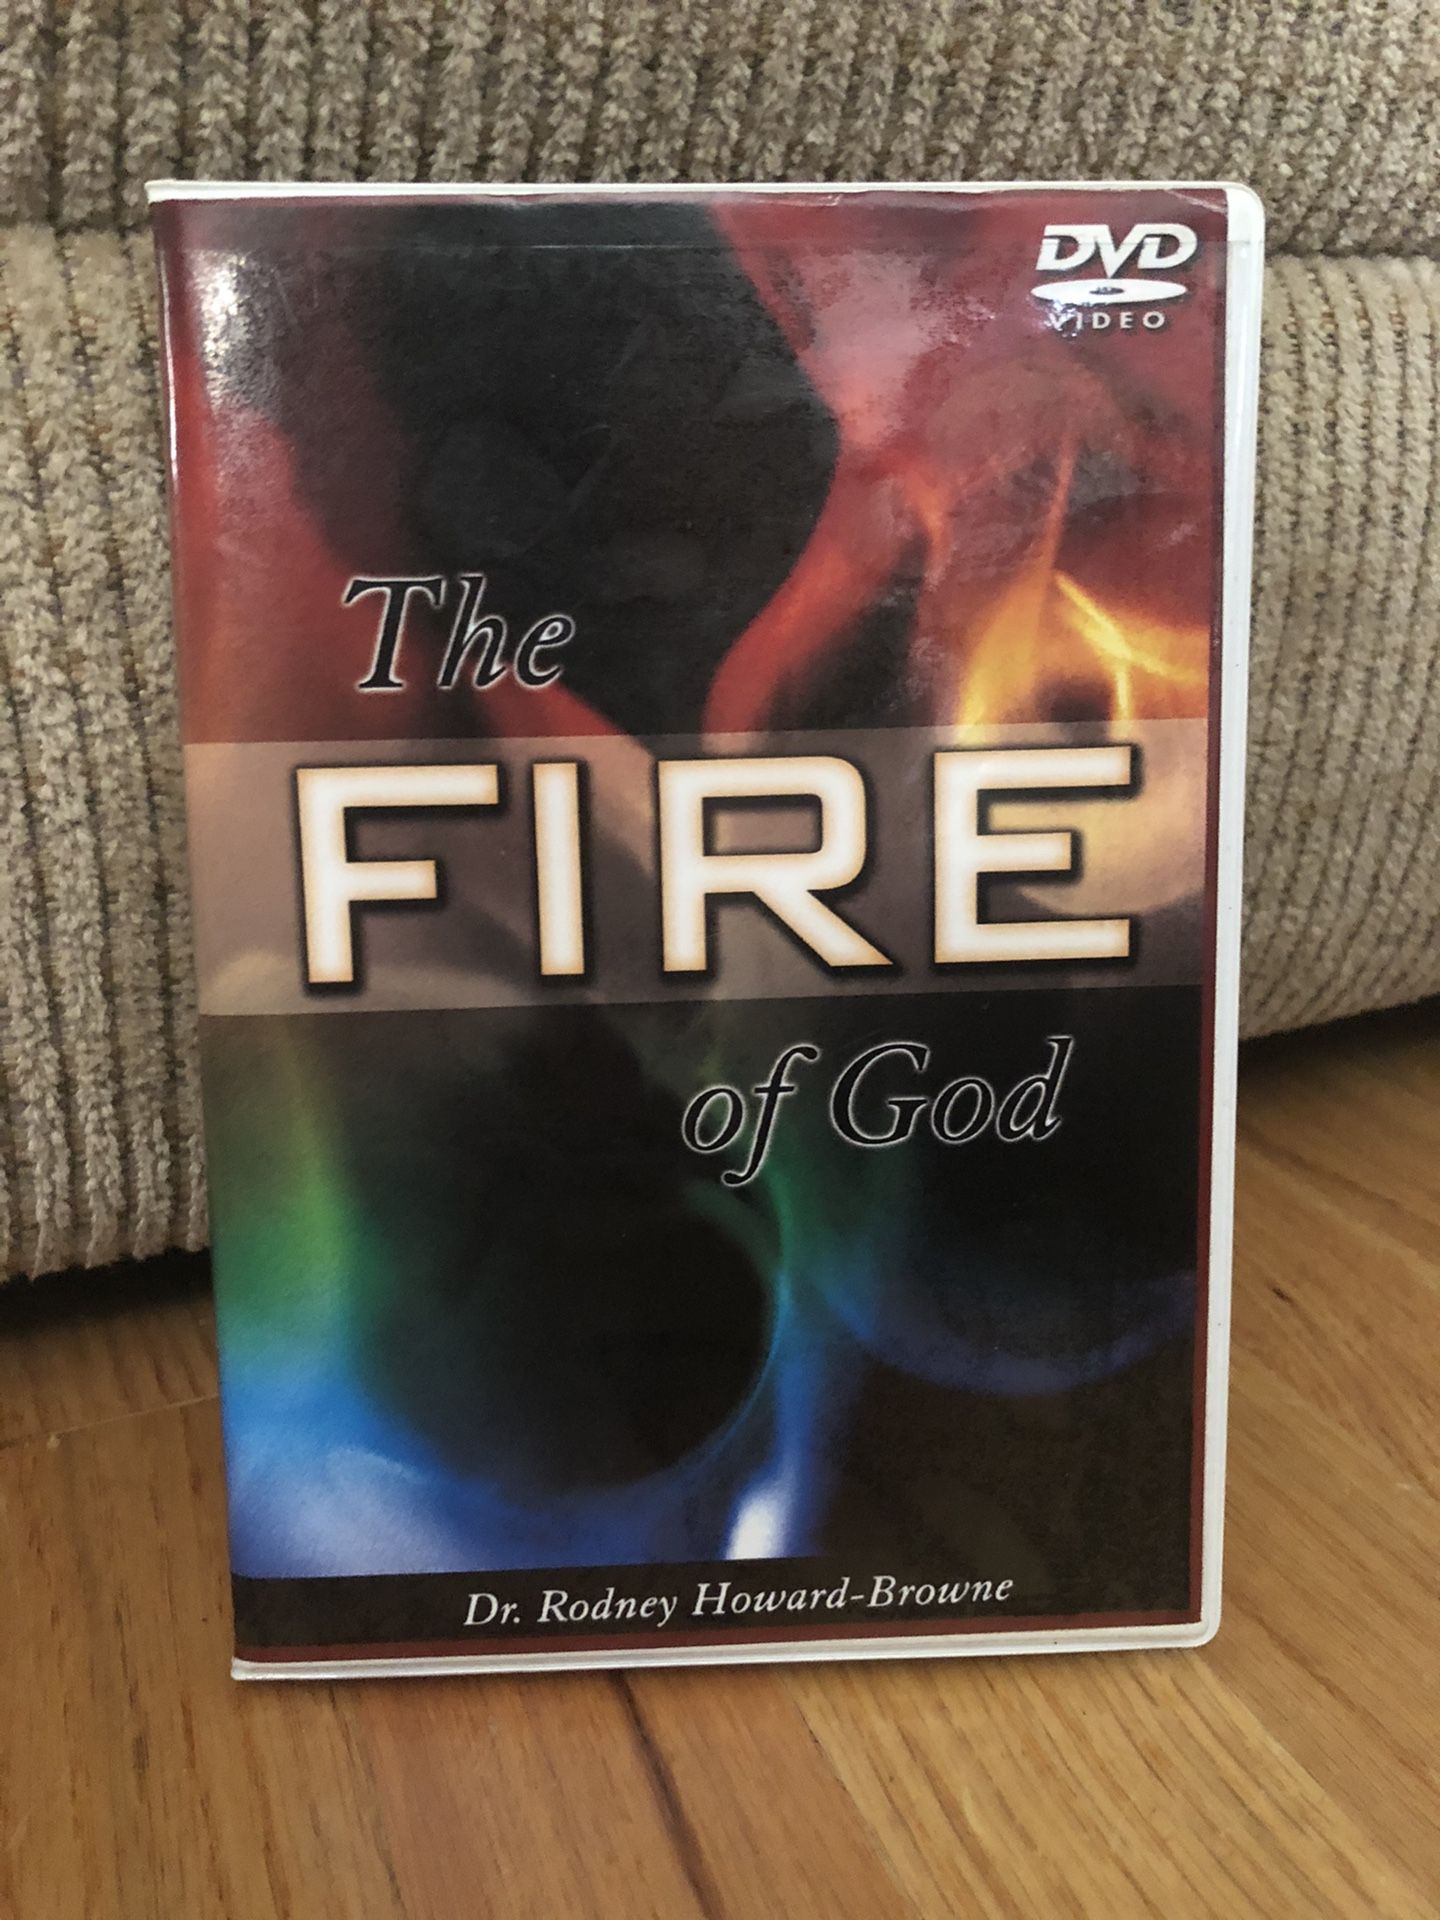 DVD
VIDEO
The
FIRE
of God
Dr. Rodney Howard-Browne